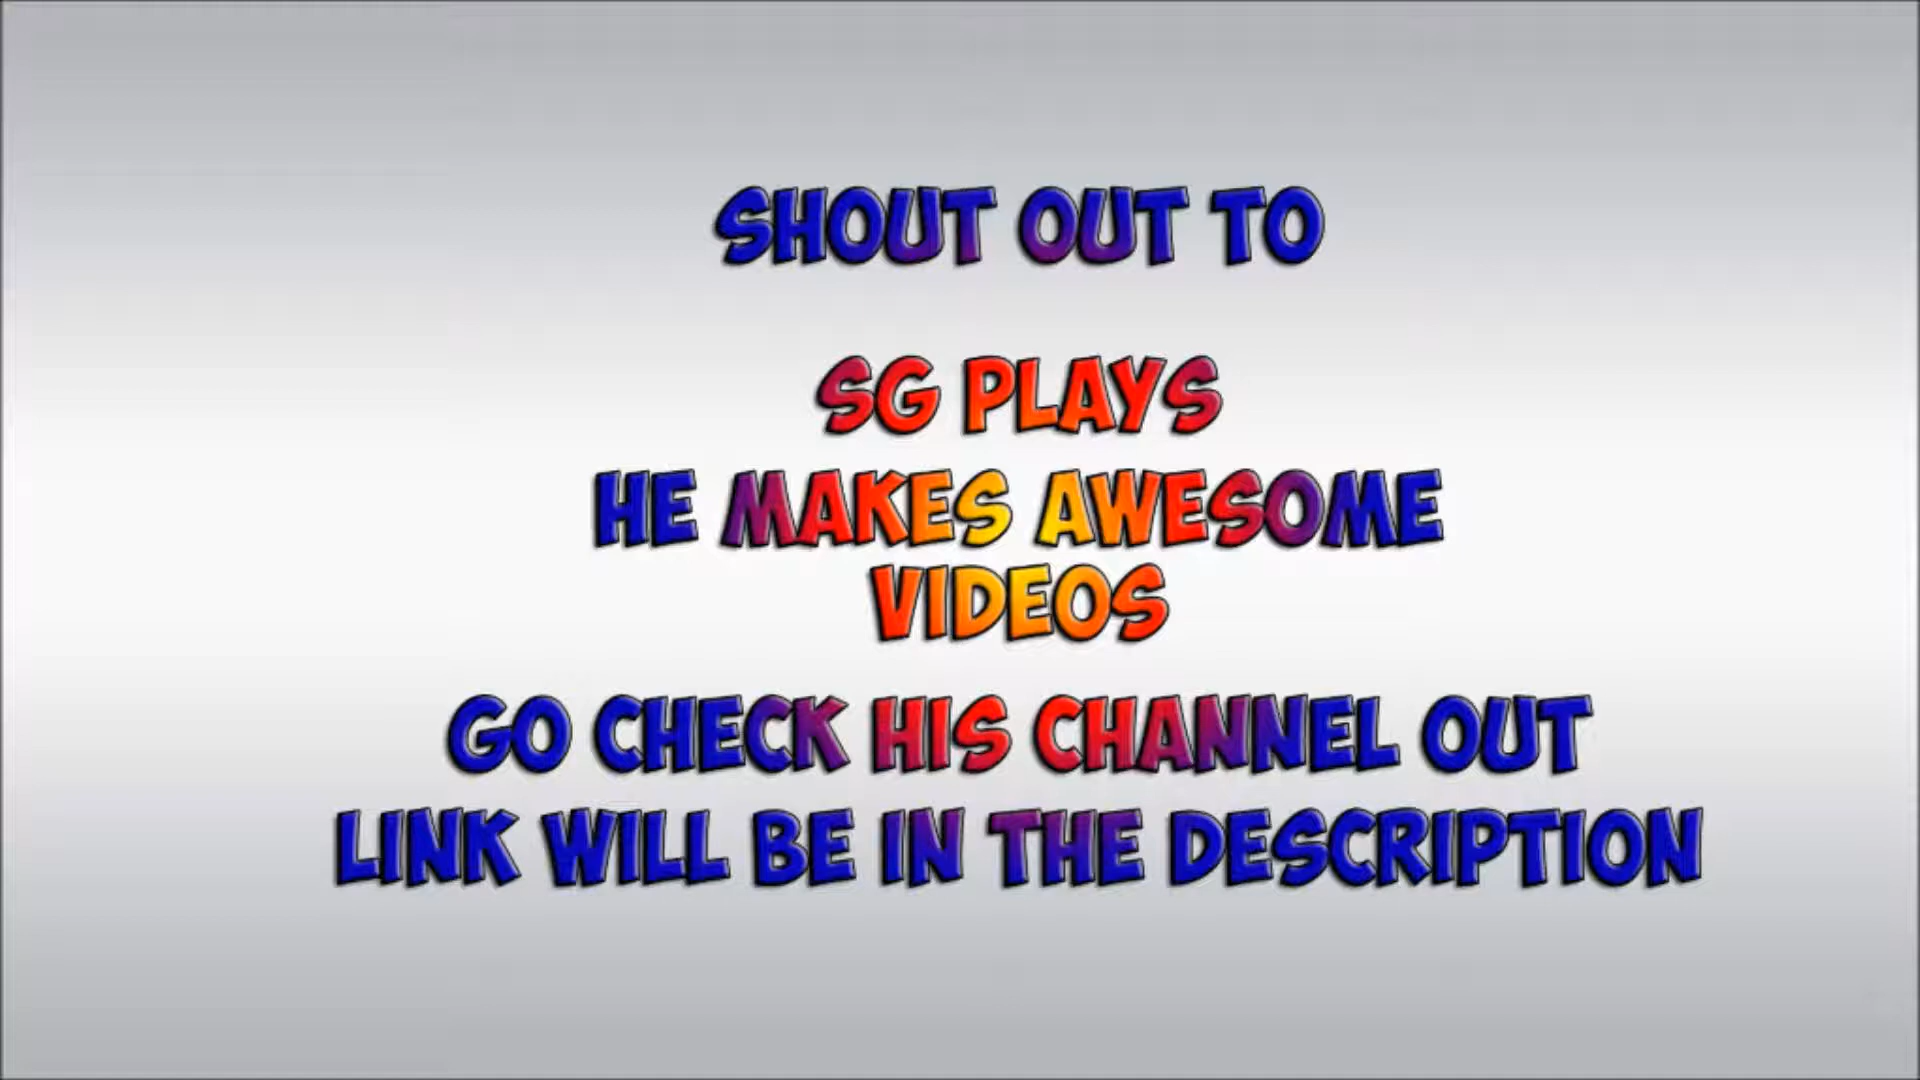 SHOUT OUT TO
SG PLAYS
HE MAKES AWESOME
VIDEOS
GO CHECK HIS CHANNEL OUT
LINK WILL BE IN THE DESCRIPTION